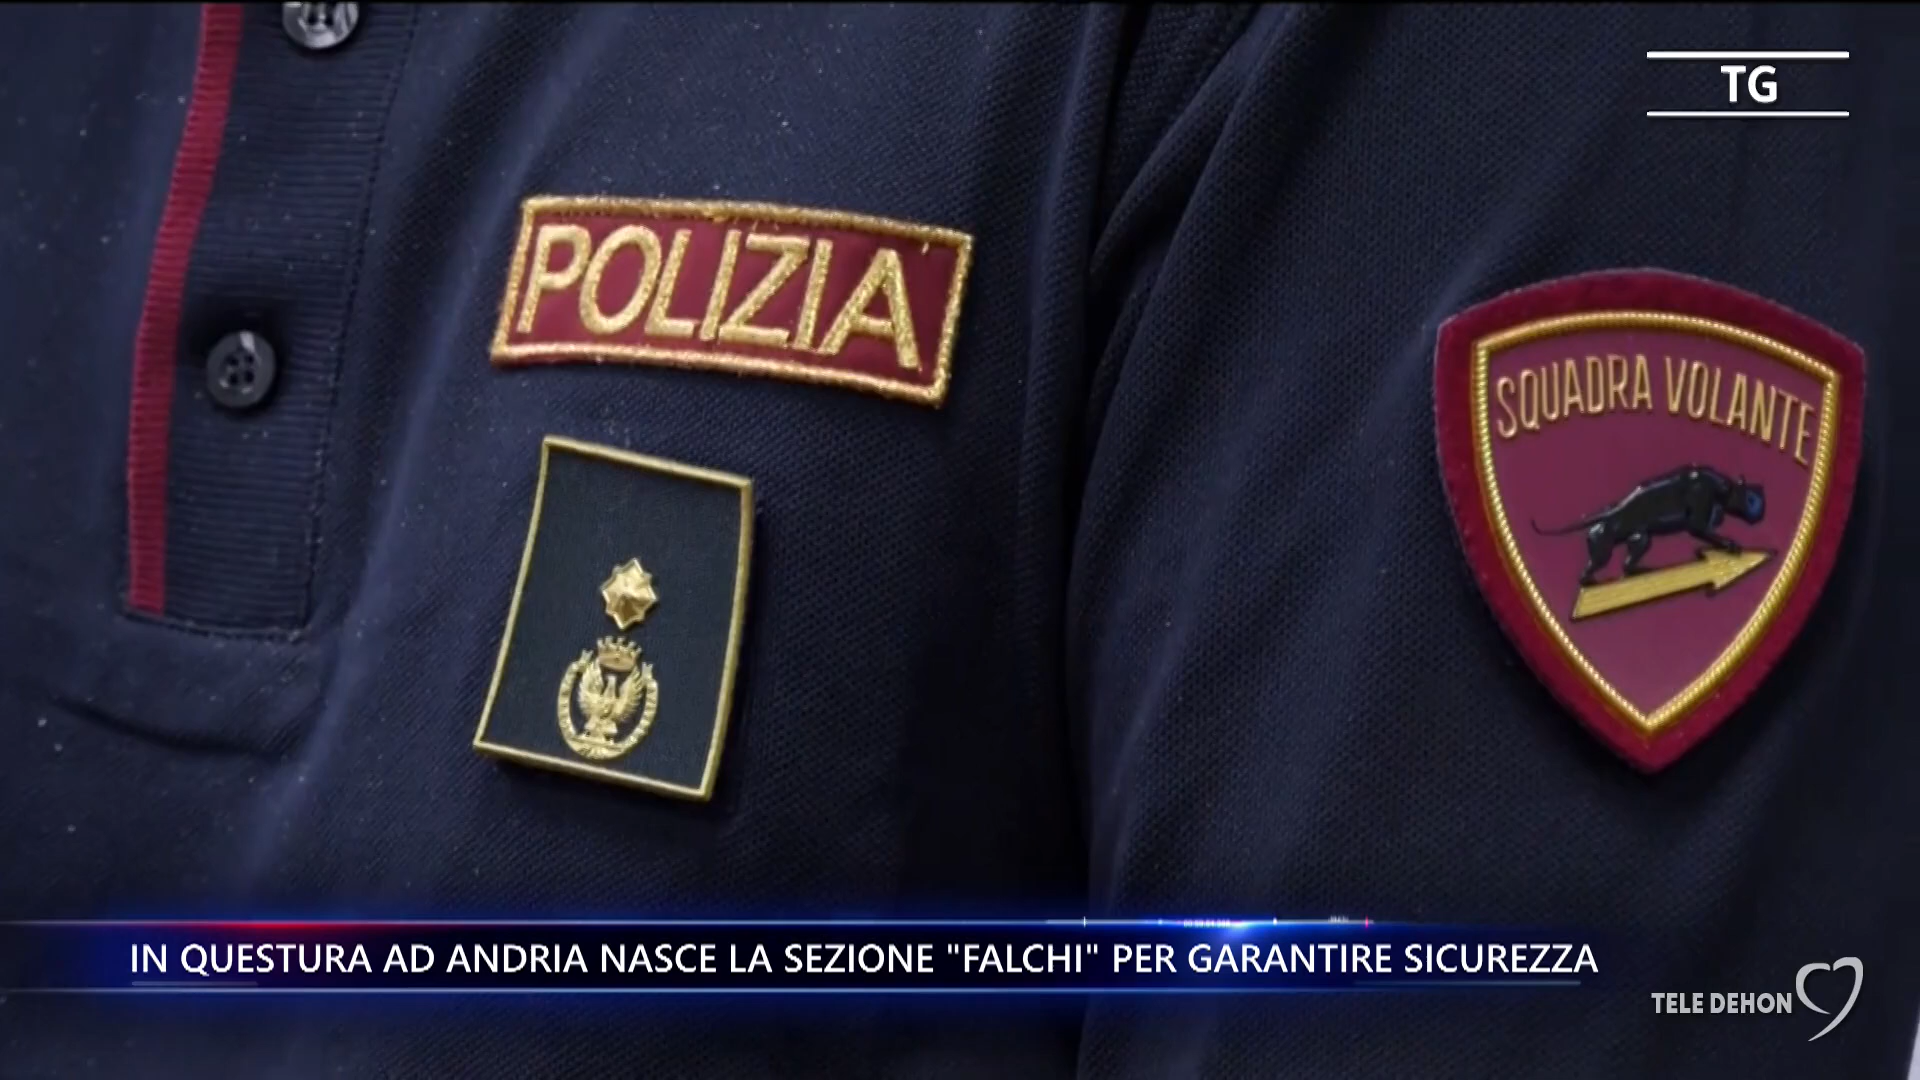 TG
POLIZIA
SQUADRA VOLANTE
IN QUESTURA AD ANDRIA NASCE LA SEZIONE "FALCHI" PER GARANTIRE SICUREZZA
TELE DEHON